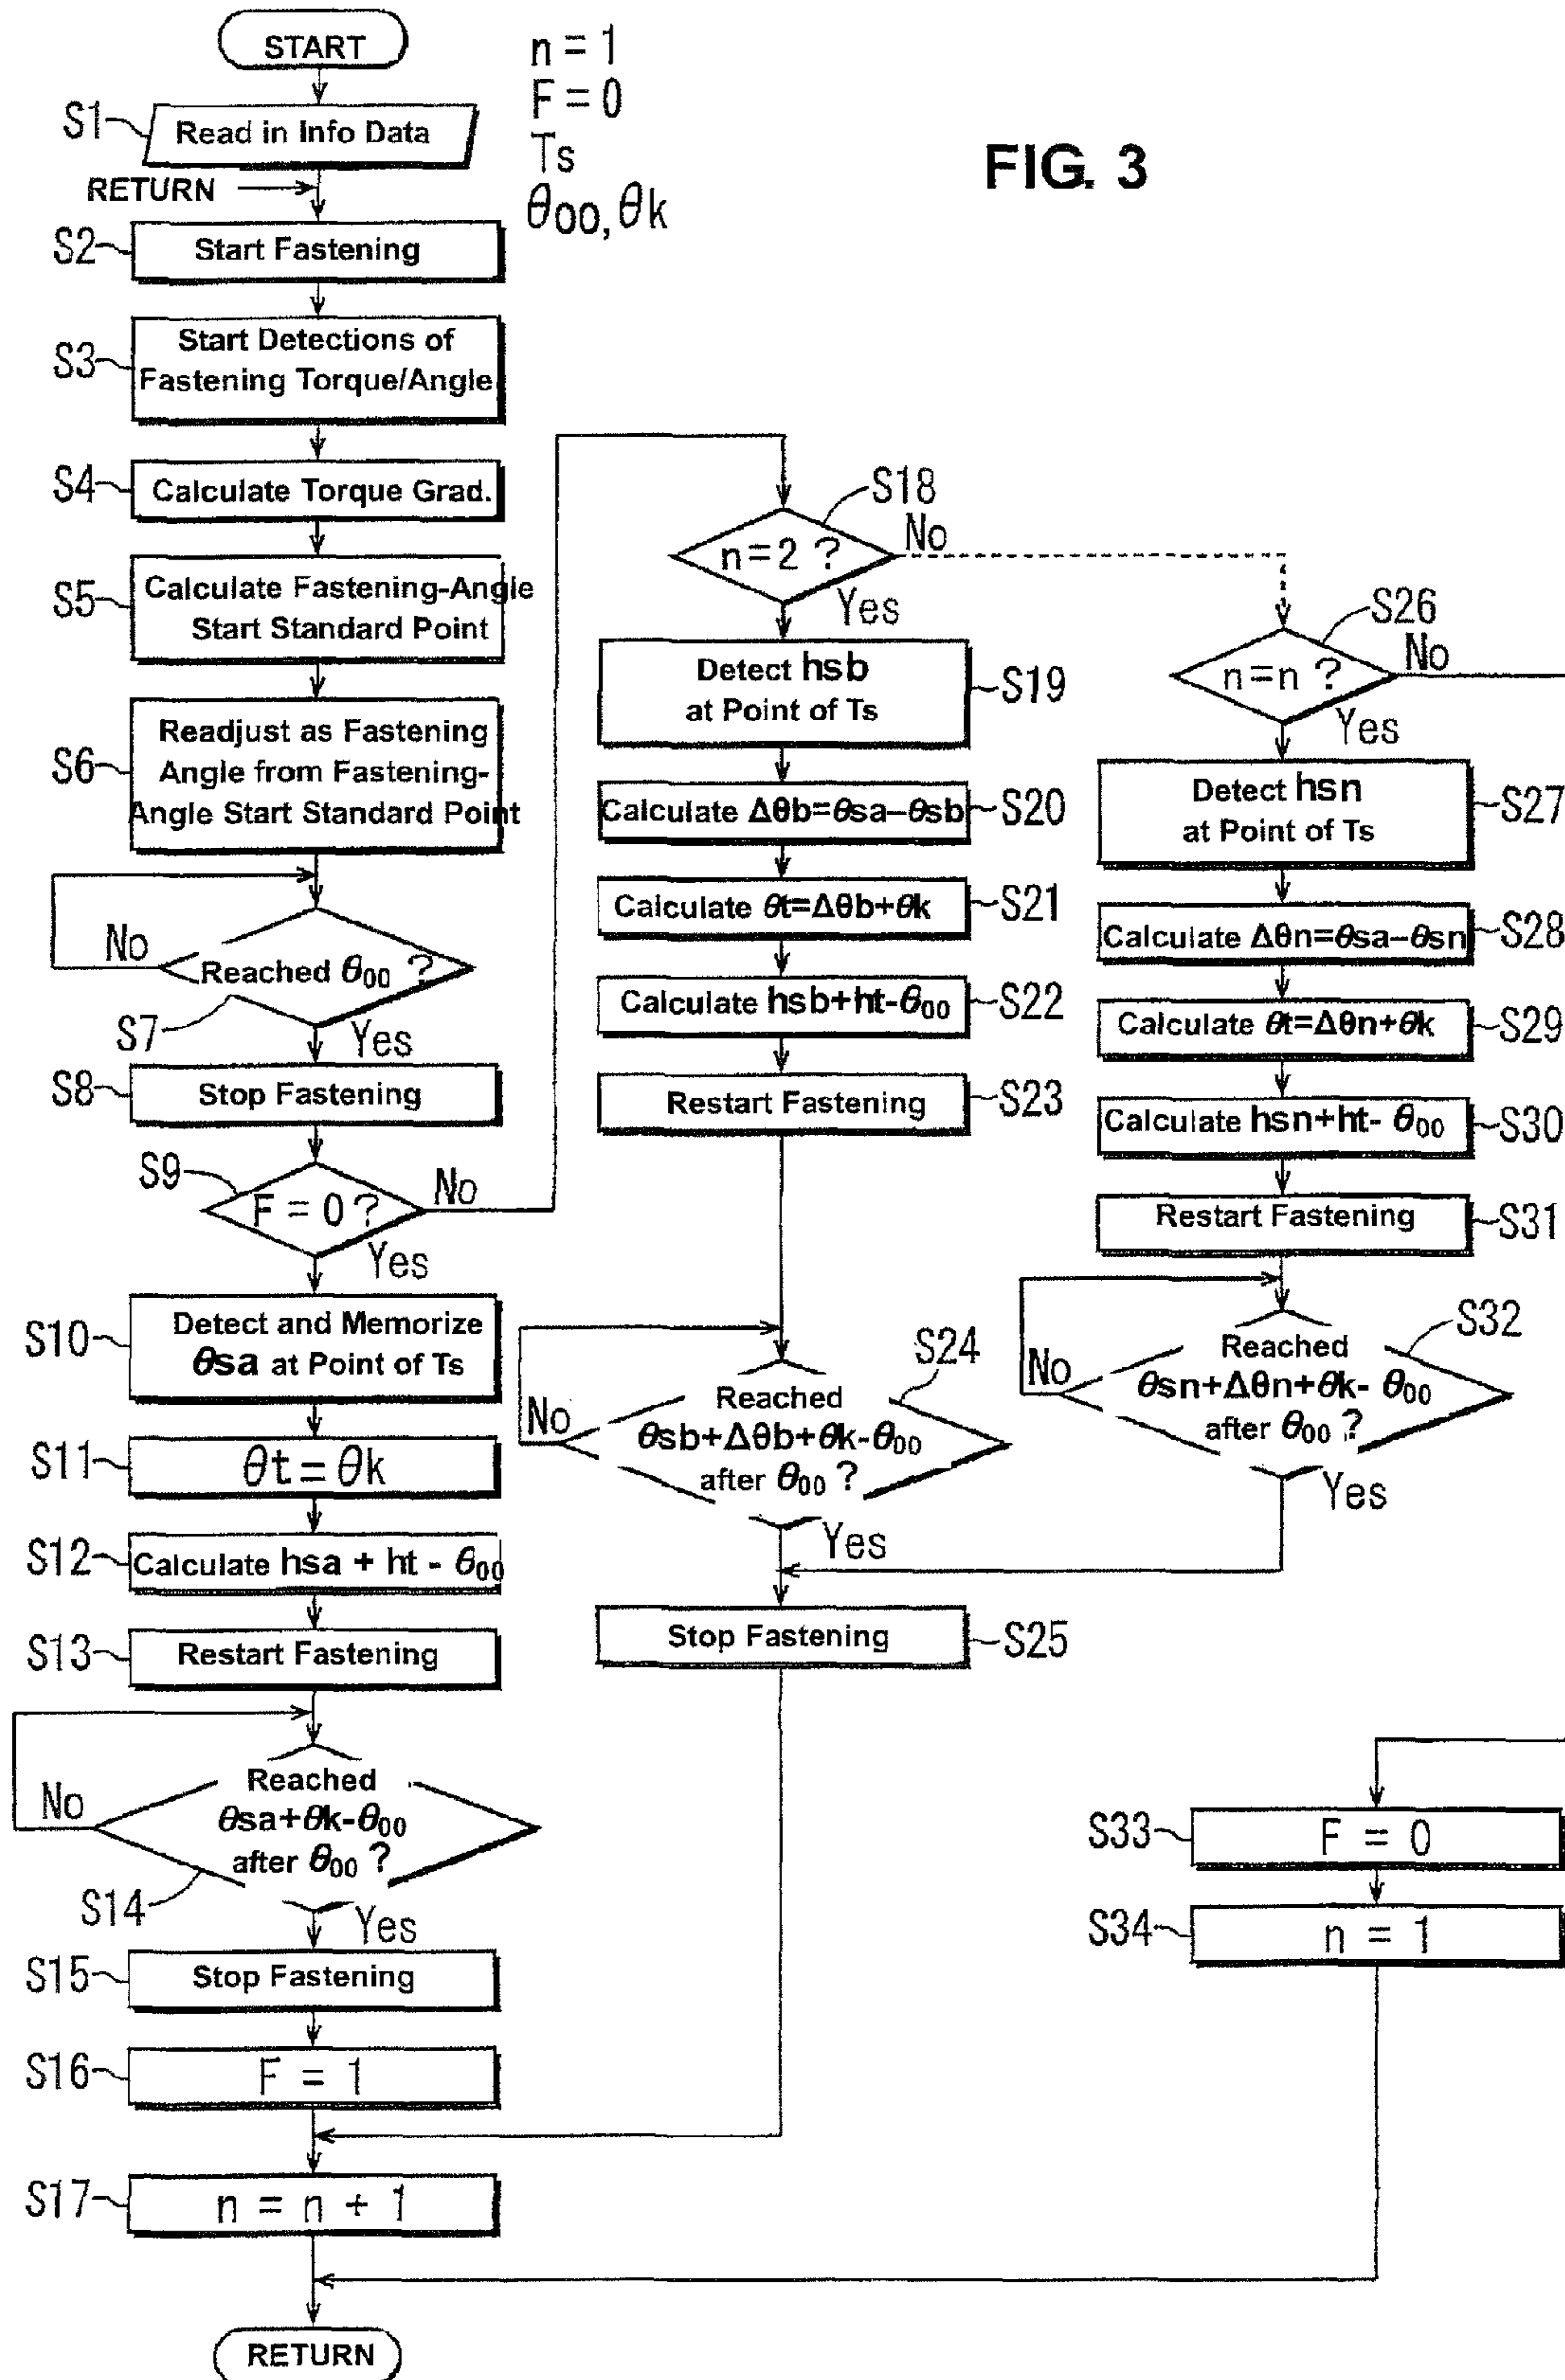 START
n = 1
F = 0
Ts
θ00, θk
FIG. 3
S1
Read in Info Data
RETURN
S2
Start Fastening
S3
Start Detections of
Fastening Torque/Angle
S4
Calculate Torque Grad.
S5
Calculate Fastening-Angle
Start Standard Point
S6
Readjust as Fastening
Angle from Fastening-
Angle Start Standard Point
No
Reached θ00 ?
S7
Yes
S8
Stop Fastening
S9
F = 0 ?
No
Yes
S10
Detect and Memorize
θsa at Point of Ts
S11
θt = θk
S12
Calculate hsa + ht - θ00
S13
Restart Fastening
No
Reached
θsa+θk-θ00
after θ00 ?
S14
Yes
S15
Stop Fastening
S16
F = 1
S17
n = n + 1
RETURN
S18
n=2 ?
No
Yes
Detect hsb
at Point of Ts
S19
Calculate Δθb=θsa–θsb
S20
Calculate θt=Δθb+θk
S21
Calculate hsb+ht-θ00
S22
Restart Fastening
S23
S24
No
Reached
θsb+Δθb+θk-θ00
after θ00 ?
Yes
Stop Fastening
S25
S26
n=n ?
No
Yes
Detect hsn
at Point of Ts
S27
Calculate Δθn=θsa–θsn
S28
Calculate θt=Δθn+θk
S29
Calculate hsn+ht- θ00
S30
Restart Fastening
S31
S32
No
Reached
θsn+Δθn+θk- θ00
after θ00 ?
Yes
S33
F = 0
S34
n = 1